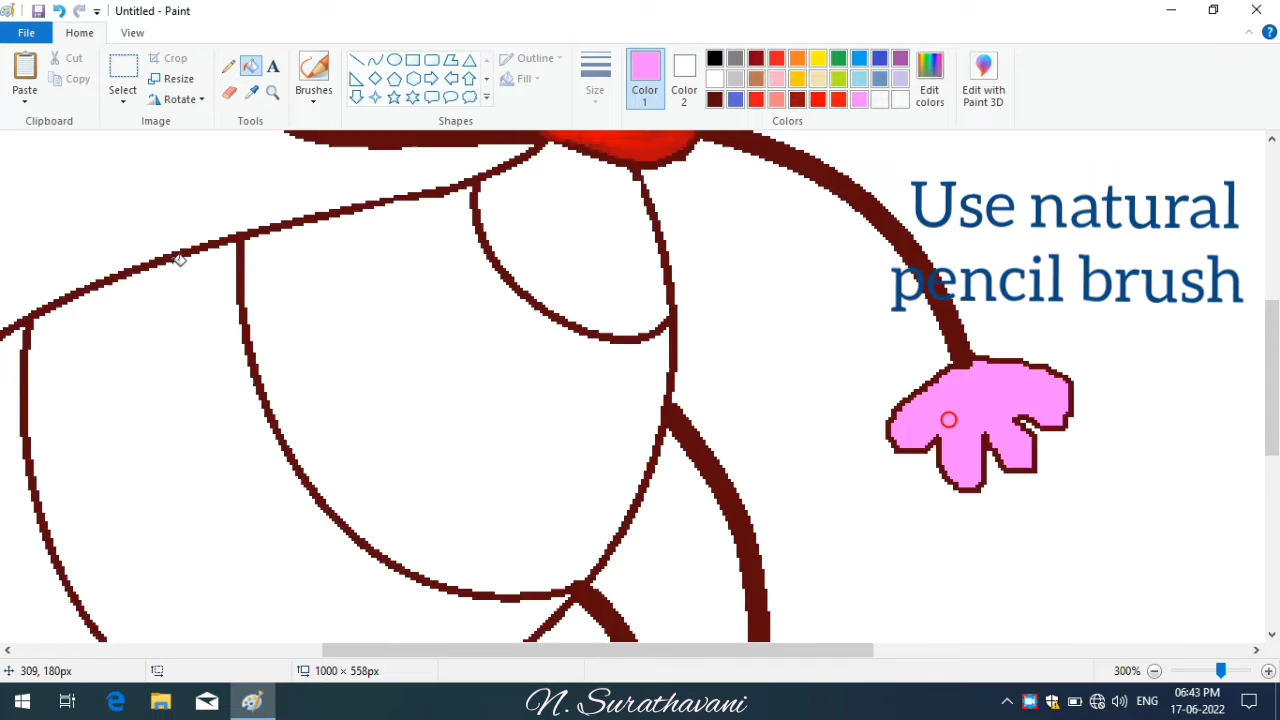 Untitled - Paint
File
Home
View
Paste
Cut
Copy
Clipboard
Select
Crop
Resize
Rotate
Image
Tools
Brushes
Shapes
Outline
Fill
Size
Color
1
Color
2
Edit
colors
Edit with
Paint 3D
Colors
Use natural
pencil brush
309, 180px
1000 × 558px
300%
N. Surathavani
ENG
06:43 PM
17-06-2022